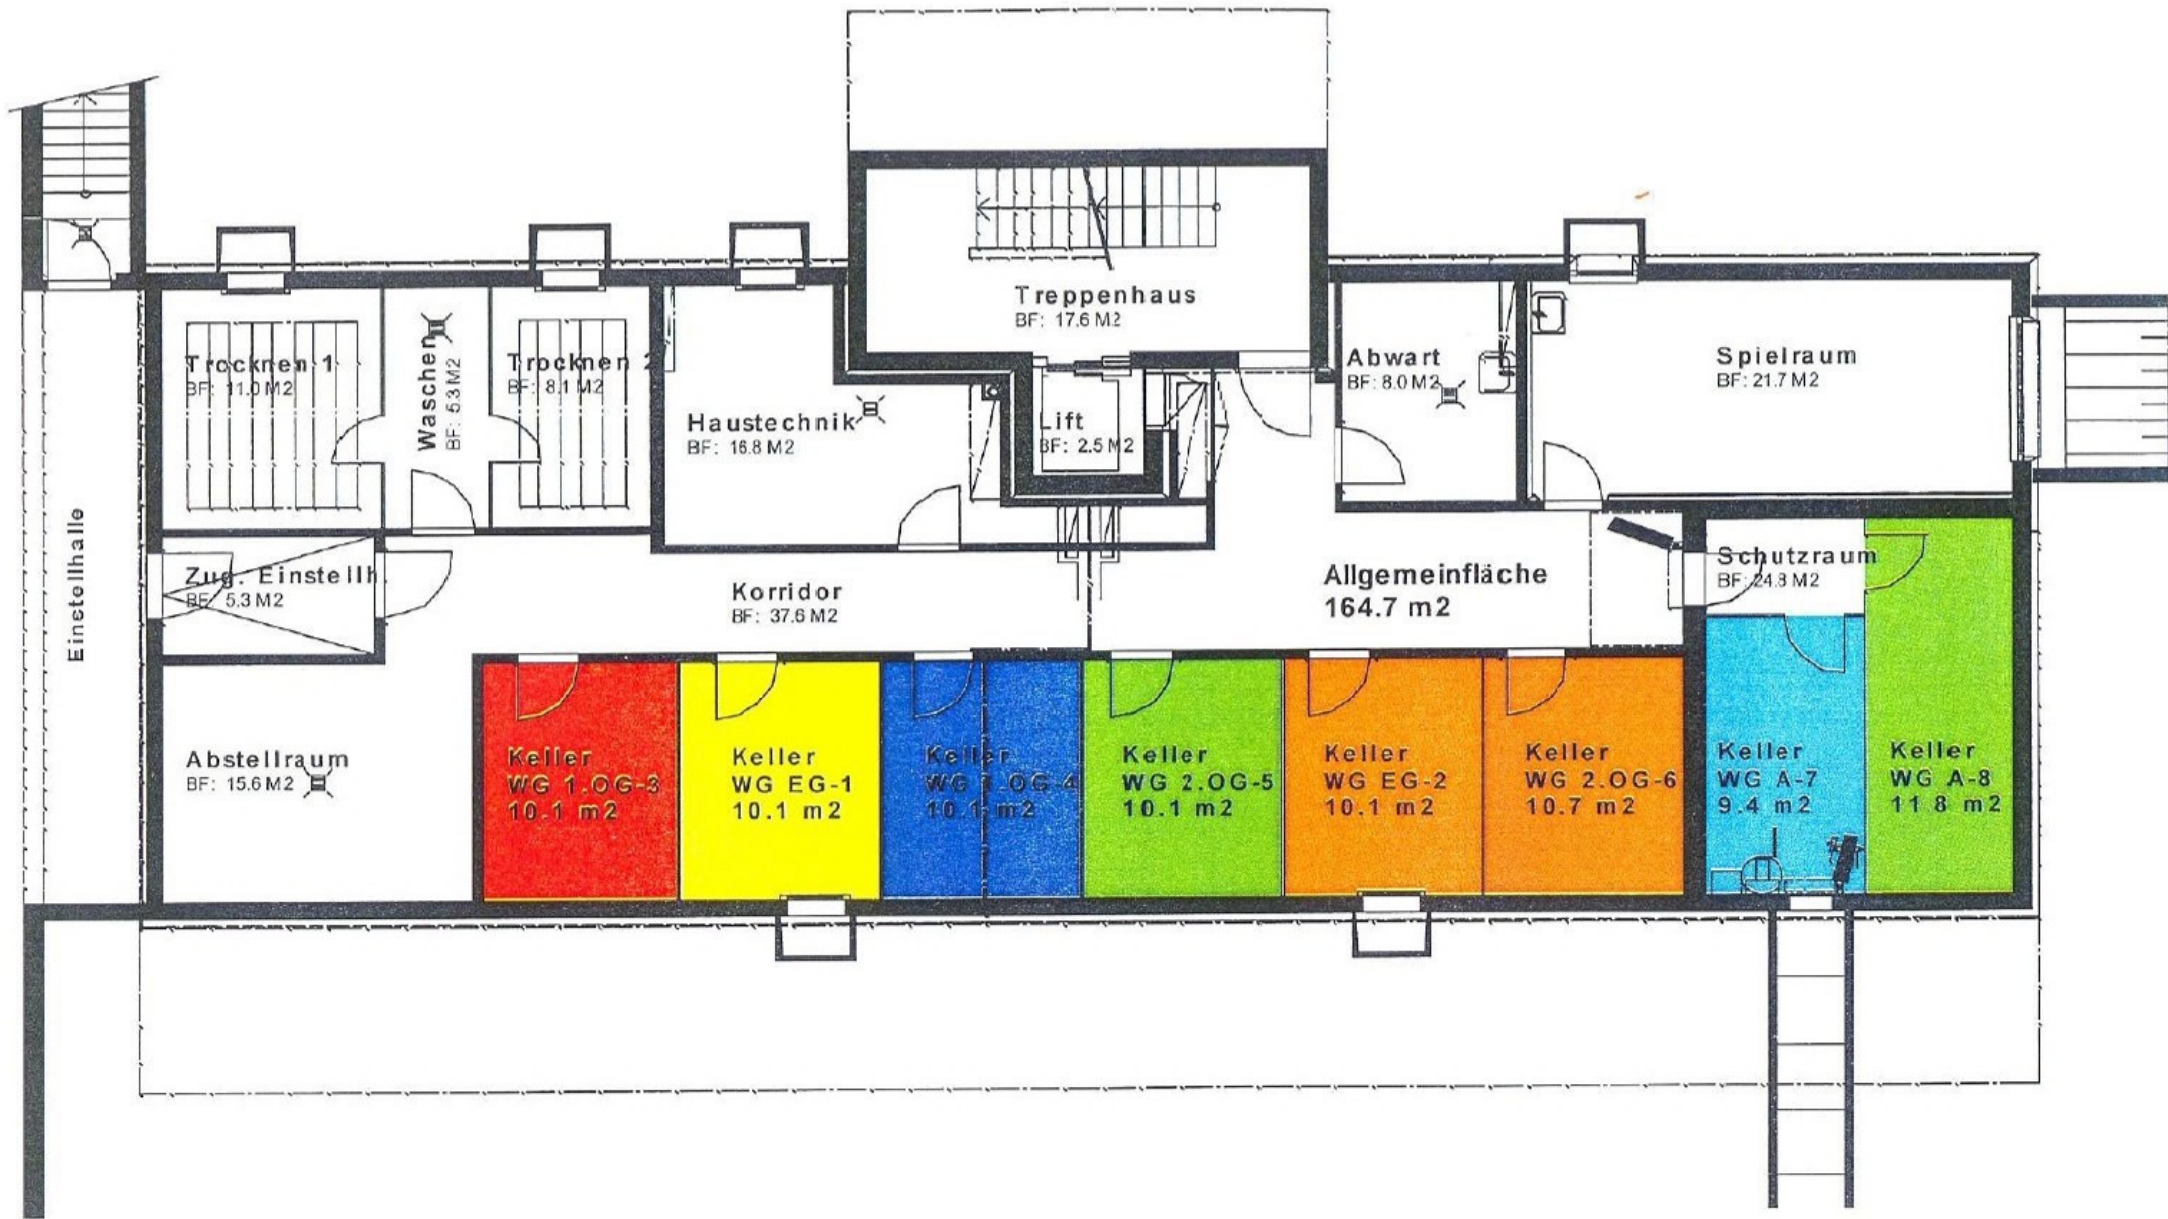 Treppenhaus
BF: 17.6 M2
Trocknen 1
BF: 11.0 M2
Waschen
BF: 5.3 M2
Trocknen 2
BF: 8.1 M2
Haustechnik
BF: 16.8 M2
Lift
BF: 2.5 M2
Abwart
BF: 8.0 M2
Spielraum
BF: 21.7 M2
Einstellhalle
Zug. Einstellh.
BF: 5.3 M2
Korridor
BF: 37.6 M2
Allgemeinfläche
164.7 m2
Schutzraum
BF: 24.8 M2
Abstellraum
BF: 15.6 M2
Keller
WG 1.OG-3
10.1 m2
Keller
WG EG-1
10.1 m2
Keller
WG 1.OG-4
10.1 m2
Keller
WG 2.OG-5
10.1 m2
Keller
WG EG-2
10.1 m2
Keller
WG 2.OG-6
10.7 m2
Keller
WG A-7
9.4 m2
Keller
WG A-8
11.8 m2